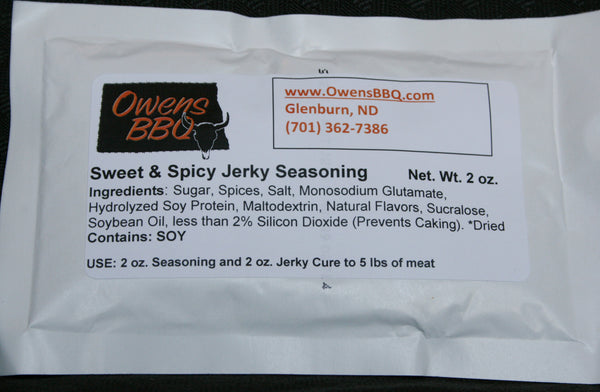 Owens
BBQ
www.OwensBBQ.com
Glenburn, ND
(701) 362-7386
Sweet & Spicy Jerky Seasoning Net. Wt. 2 oz.
Ingredients: Sugar, Spices, Salt, Monosodium Glutamate,
Hydrolyzed Soy Protein, Maltodextrin, Natural Flavors, Sucralose,
Soybean Oil, less than 2% Silicon Dioxide (Prevents Caking). *Dried
Contains: SOY
USE: 2 oz. Seasoning and 2 oz. Jerky Cure to 5 lbs of meat